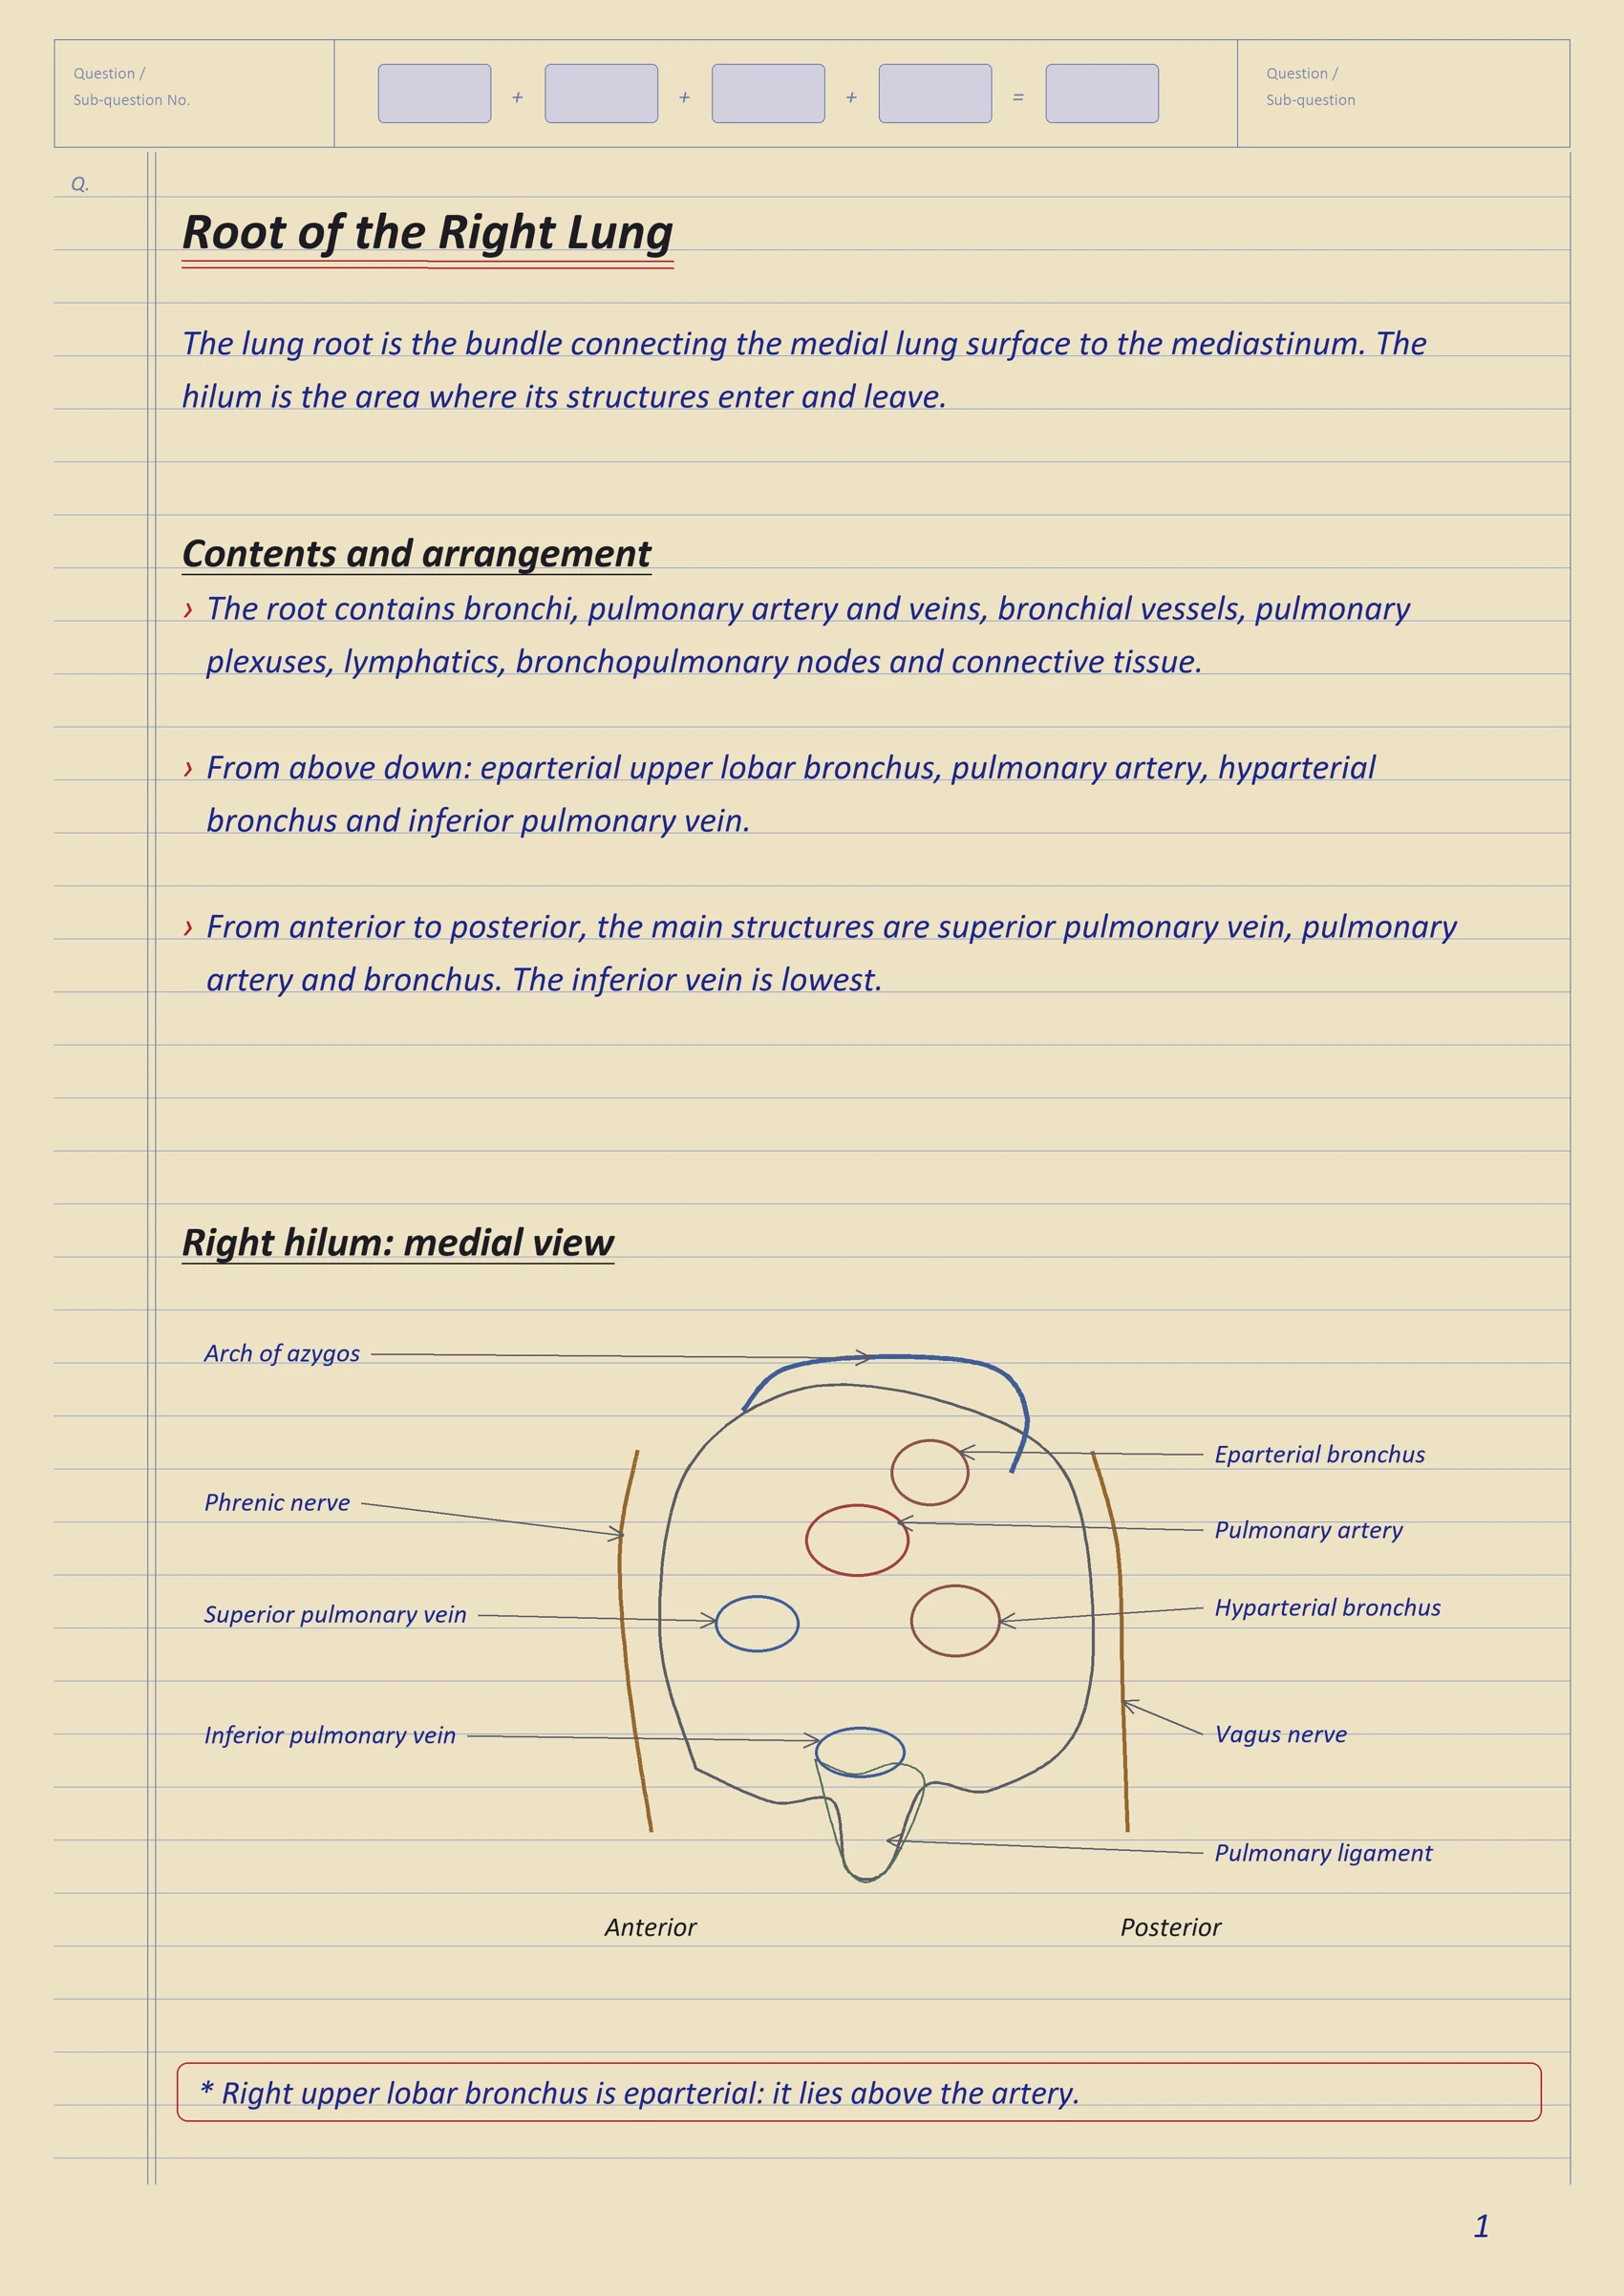 Question /
Sub-question No.
+ + + =
Question /
Sub-question
Q.
Root of the Right Lung
The lung root is the bundle connecting the medial lung surface to the mediastinum. The
hilum is the area where its structures enter and leave.
Contents and arrangement
› The root contains bronchi, pulmonary artery and veins, bronchial vessels, pulmonary
plexuses, lymphatics, bronchopulmonary nodes and connective tissue.
› From above down: eparterial upper lobar bronchus, pulmonary artery, hyparterial
bronchus and inferior pulmonary vein.
› From anterior to posterior, the main structures are superior pulmonary vein, pulmonary
artery and bronchus. The inferior vein is lowest.
Right hilum: medial view
Arch of azygos
Eparterial bronchus
Phrenic nerve
Pulmonary artery
Superior pulmonary vein
Hyparterial bronchus
Inferior pulmonary vein
Vagus nerve
Pulmonary ligament
Anterior
Posterior
* Right upper lobar bronchus is eparterial: it lies above the artery.
1